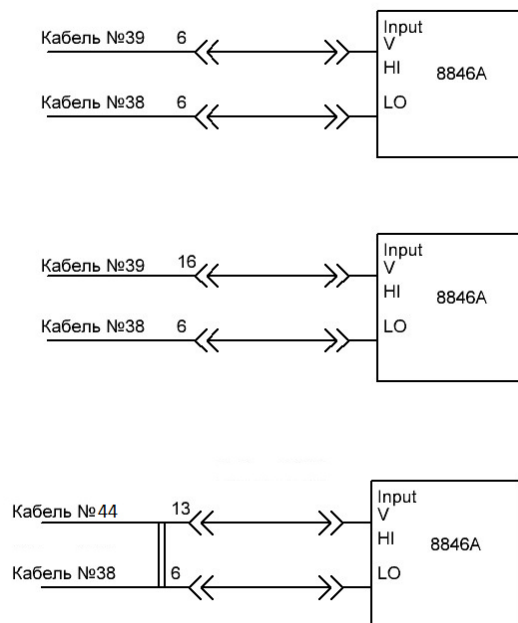 Кабель №39 6
Input
V
HI
8846A
Кабель №38 6
LO
Кабель №39 16
Input
V
HI
8846A
Кабель №38 6
LO
Кабель №44 13
Input
V
HI
8846A
Кабель №38 6
LO